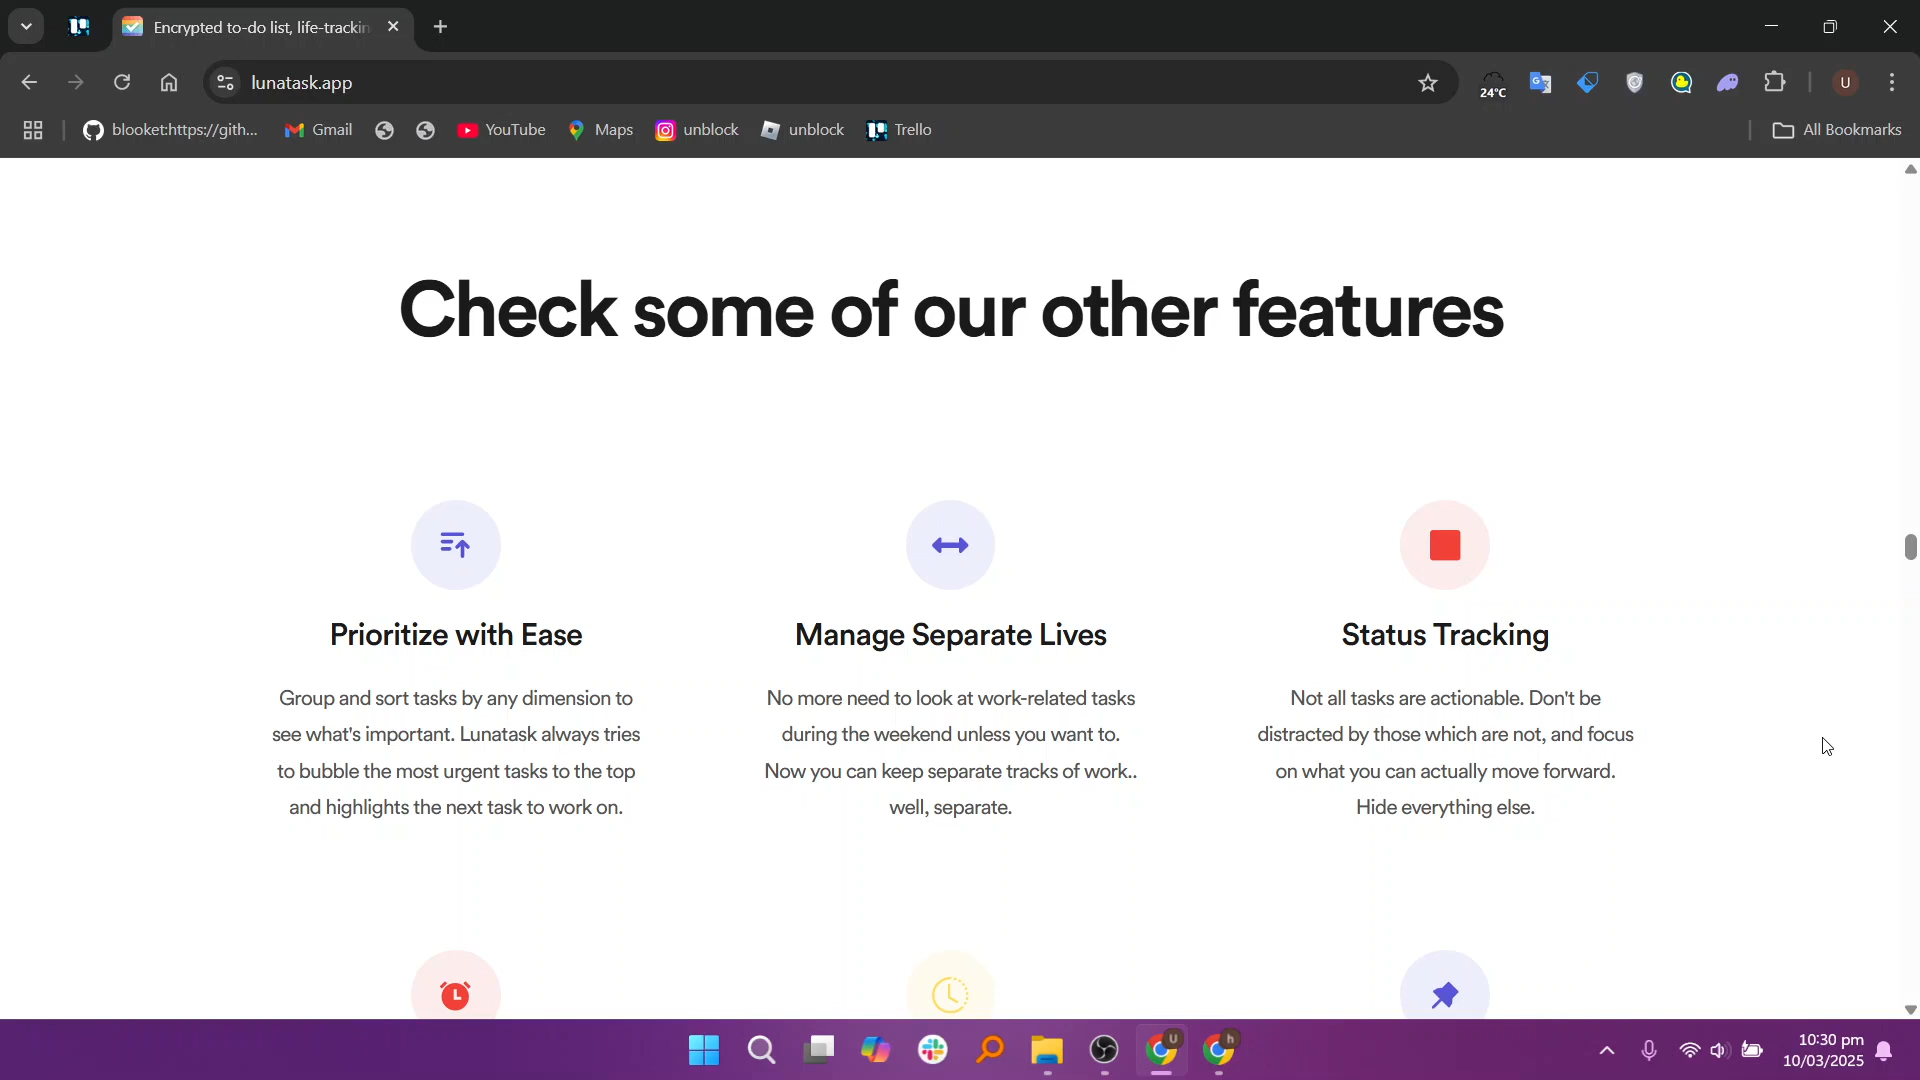 Encrypted to-do list, life-trackin
lunatask.app
24°C
U
blooket:https://gith...
Gmail
YouTube
Maps
unblock
unblock
Trello
All Bookmarks
Check some of our other features
Prioritize with Ease
Group and sort tasks by any dimension to
see what's important. Lunatask always tries
to bubble the most urgent tasks to the top
and highlights the next task to work on.
Manage Separate Lives
No more need to look at work-related tasks
during the weekend unless you want to.
Now you can keep separate tracks of work..
well, separate.
Status Tracking
Not all tasks are actionable. Don't be
distracted by those which are not, and focus
on what you can actually move forward.
Hide everything else.
U
h
10:30 pm
10/03/2025